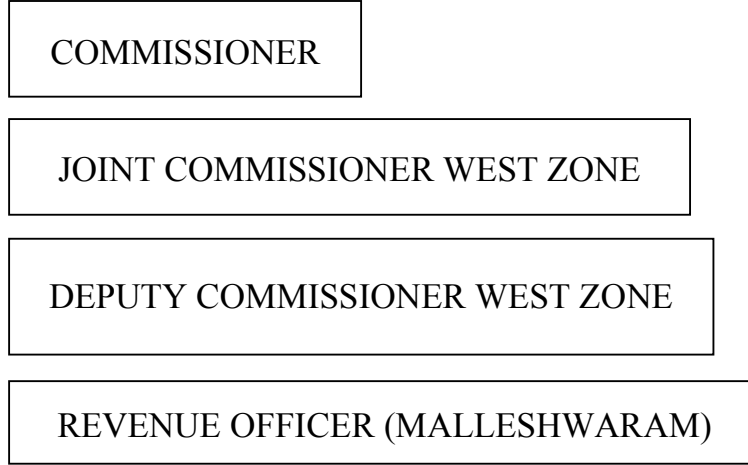 COMMISSIONER
JOINT COMMISSIONER WEST ZONE
DEPUTY COMMISSIONER WEST ZONE
REVENUE OFFICER (MALLESHWARAM)